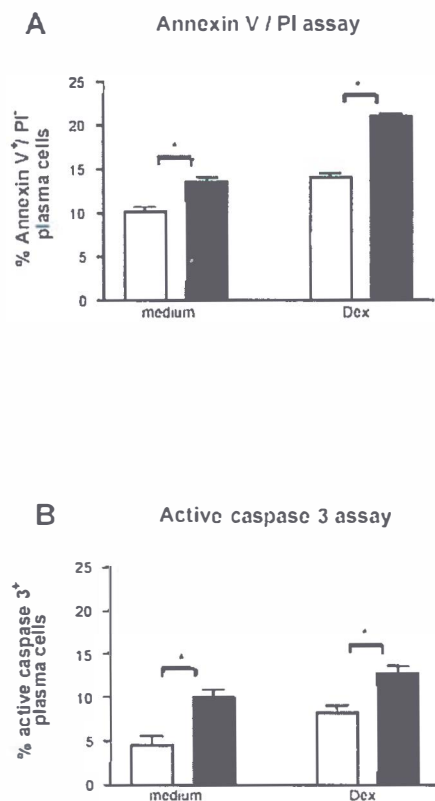 A Annexin V / PI assay
% Annexin V⁺/ PI⁻
plasma cells
25
20
15
10
5
0
*
*
medium Dex
B Active caspase 3 assay
% active caspase 3⁺
plasma cells
25
20
15
10
5
0
*
*
medium Dex